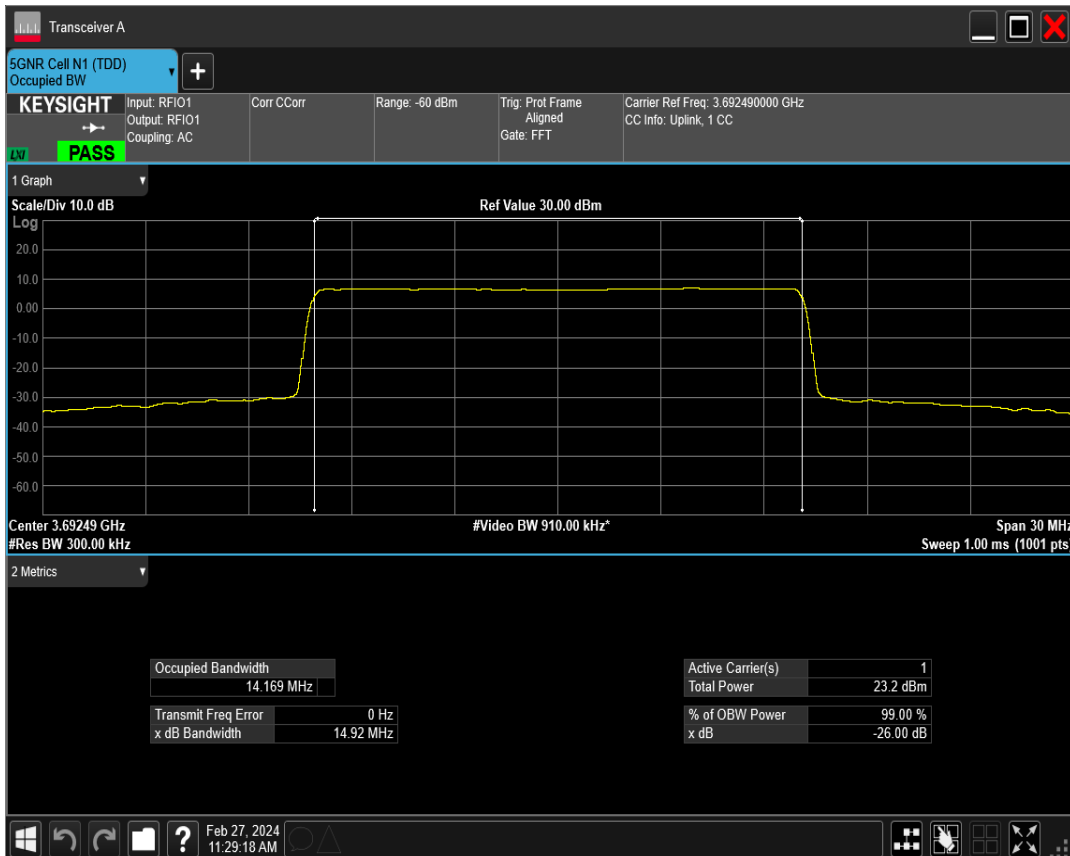 Transceiver A
5GNR Cell N1 (TDD)
Occupied BW
+
KEYSIGHT
LXI
PASS
Input: RFIO1
Output: RFIO1
Coupling: AC
Corr CCorr
Range: -60 dBm
Trig: Prot Frame
Aligned
Gate: FFT
Carrier Ref Freq: 3.692490000 GHz
CC Info: Uplink, 1 CC
1 Graph
Scale/Div 10.0 dB
Ref Value 30.00 dBm
Log
20.0
10.0
0.00
-10.0
-20.0
-30.0
-40.0
-50.0
-60.0
Center 3.69249 GHz
#Video BW 910.00 kHz*
Span 30 MHz
#Res BW 300.00 kHz
Sweep 1.00 ms (1001 pts)
2 Metrics
Occupied Bandwidth
14.169 MHz
Transmit Freq Error 0 Hz
x dB Bandwidth 14.92 MHz
Active Carrier(s) 1
Total Power 23.2 dBm
% of OBW Power 99.00 %
x dB -26.00 dB
?
Feb 27, 2024
11:29:18 AM